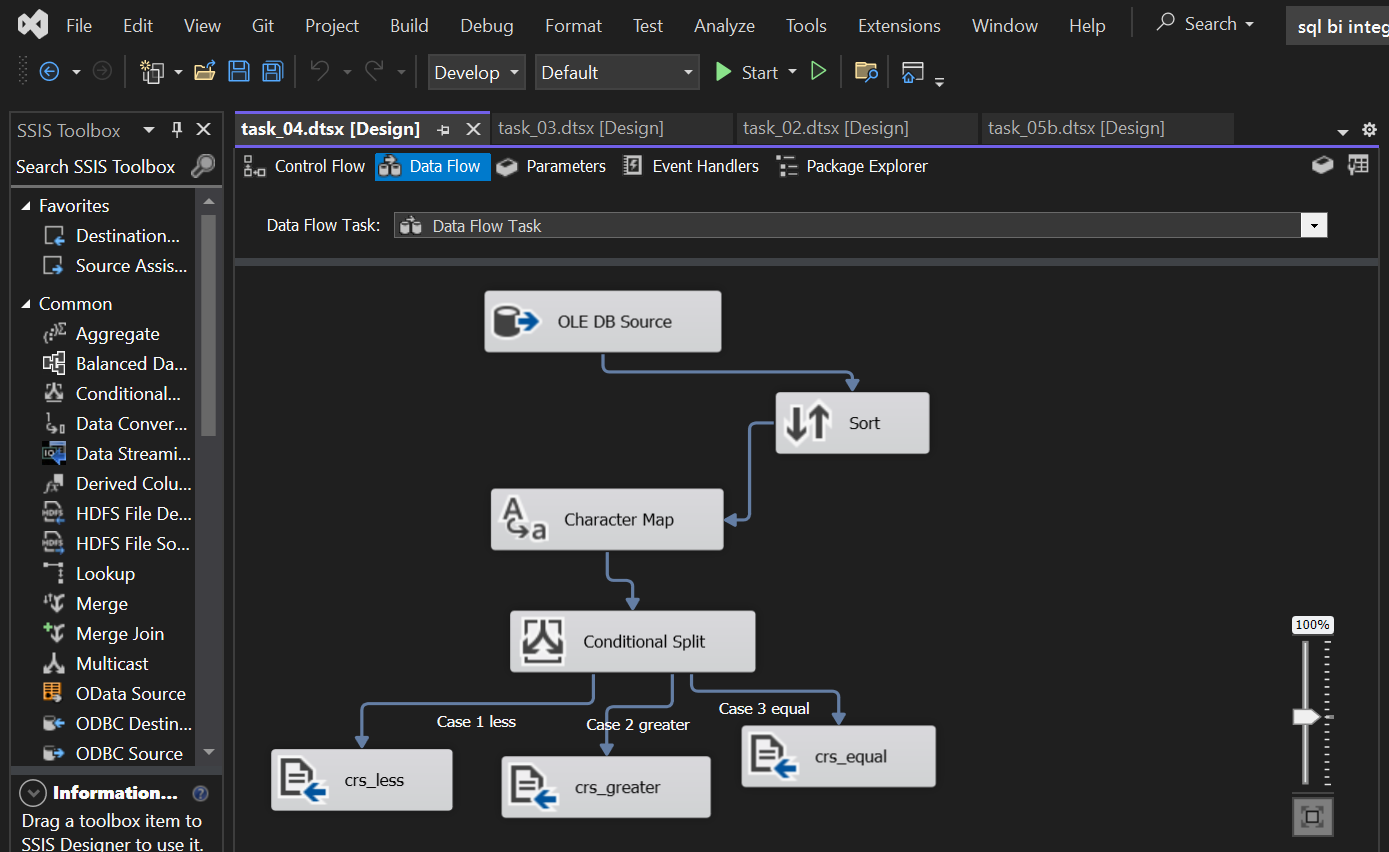 File Edit View Git Project Build Debug Format Test Analyze Tools Extensions Window Help Search sql bi integ
Develop Default Start
SSIS Toolbox
Search SSIS Toolbox
Favorites
Destination...
Source Assis...
Common
Aggregate
Balanced Da...
Conditional...
Data Conver...
Data Streami...
Derived Colu...
HDFS File De...
HDFS File So...
Lookup
Merge
Merge Join
Multicast
OData Source
ODBC Destin...
ODBC Source
Information...
Drag a toolbox item to
SSIS Designer to use it.
task_04.dtsx [Design] task_03.dtsx [Design] task_02.dtsx [Design] task_05b.dtsx [Design]
Control Flow Data Flow Parameters Event Handlers Package Explorer
Data Flow Task: Data Flow Task
OLE DB Source
Sort
Character Map
Conditional Split
Case 1 less
Case 2 greater
Case 3 equal
crs_less
crs_greater
crs_equal
100%